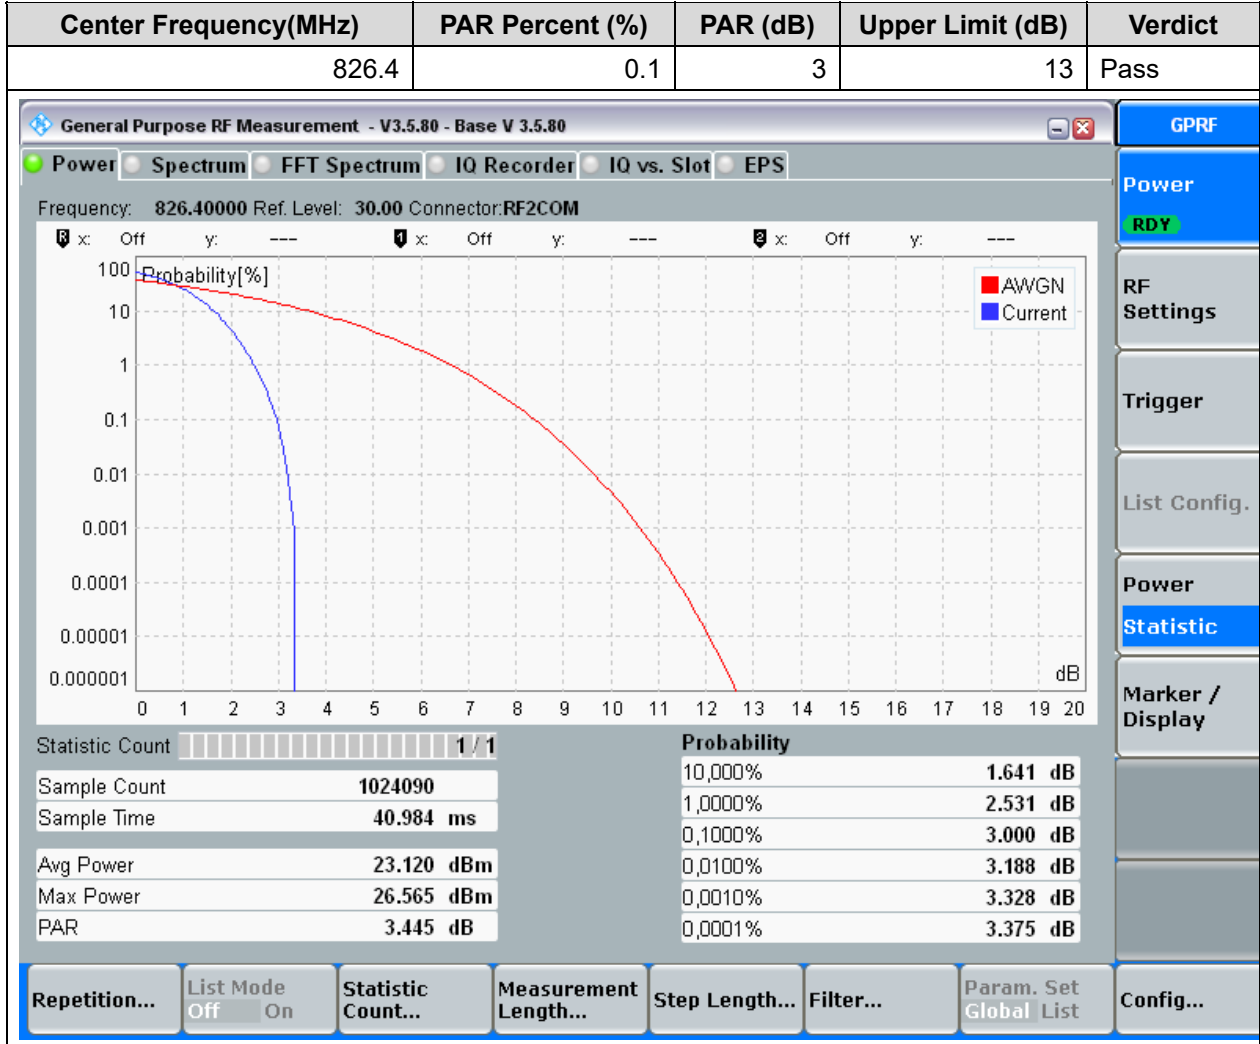 Center Frequency(MHz) PAR Percent (%) PAR (dB) Upper Limit (dB) Verdict
826.4 0.1 3 13 Pass
General Purpose RF Measurement - V3.5.80 - Base V 3.5.80
GPRF
Power Spectrum FFT Spectrum IQ Recorder IQ vs. Slot EPS
Power
RDY
Frequency: 826.40000 Ref. Level: 30.00 Connector:RF2COM
R x: Off y: --- 1 x: Off y: --- 2 x: Off y: ---
100 Probability[%]
AWGN
Current
RF
Settings
10
1
Trigger
0.1
0.01
List Config.
0.001
0.0001
Power
Statistic
0.00001
0.000001
dB
Marker /
Display
0 1 2 3 4 5 6 7 8 9 10 11 12 13 14 15 16 17 18 19 20
Statistic Count 1 / 1
Probability
Sample Count 1024090
Sample Time 40.984 ms
Avg Power 23.120 dBm
Max Power 26.565 dBm
PAR 3.445 dB
10,000% 1.641 dB
1,0000% 2.531 dB
0,1000% 3.000 dB
0,0100% 3.188 dB
0,0010% 3.328 dB
0,0001% 3.375 dB
Repetition...
List Mode
Off On
Statistic
Count...
Measurement
Length...
Step Length...
Filter...
Param. Set
Global List
Config...